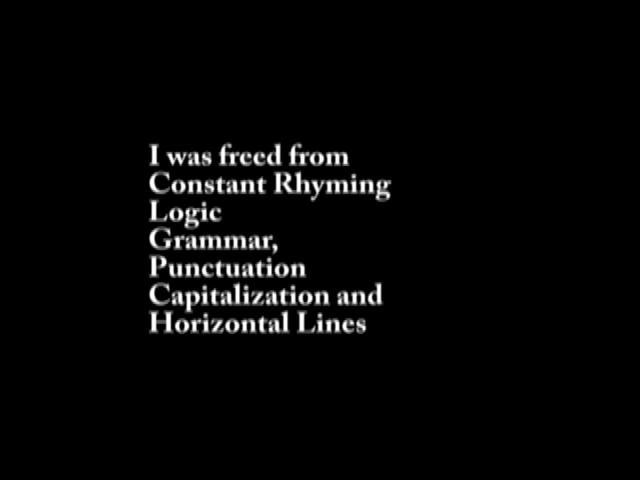 I was freed from
Constant Rhyming
Logic
Grammar,
Punctuation
Capitalization and
Horizontal Lines